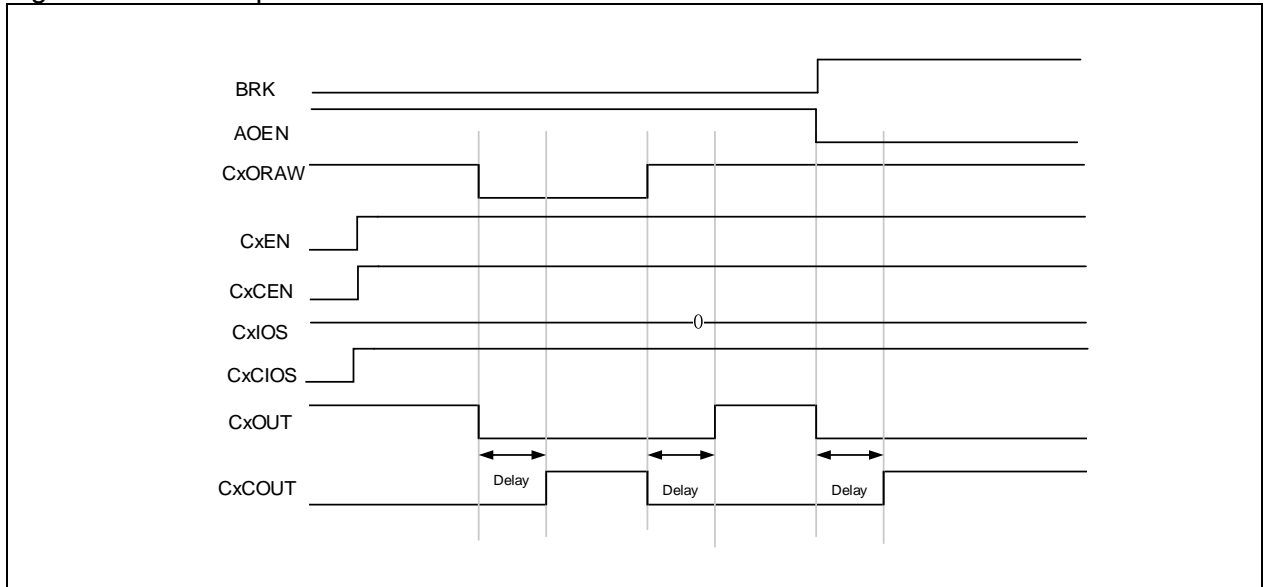 BRK
AOEN
CxORAW
CxEN
CxCEN
0
CxIOS
CxCIOS
CxOUT
Delay
Delay
Delay
CxCOUT